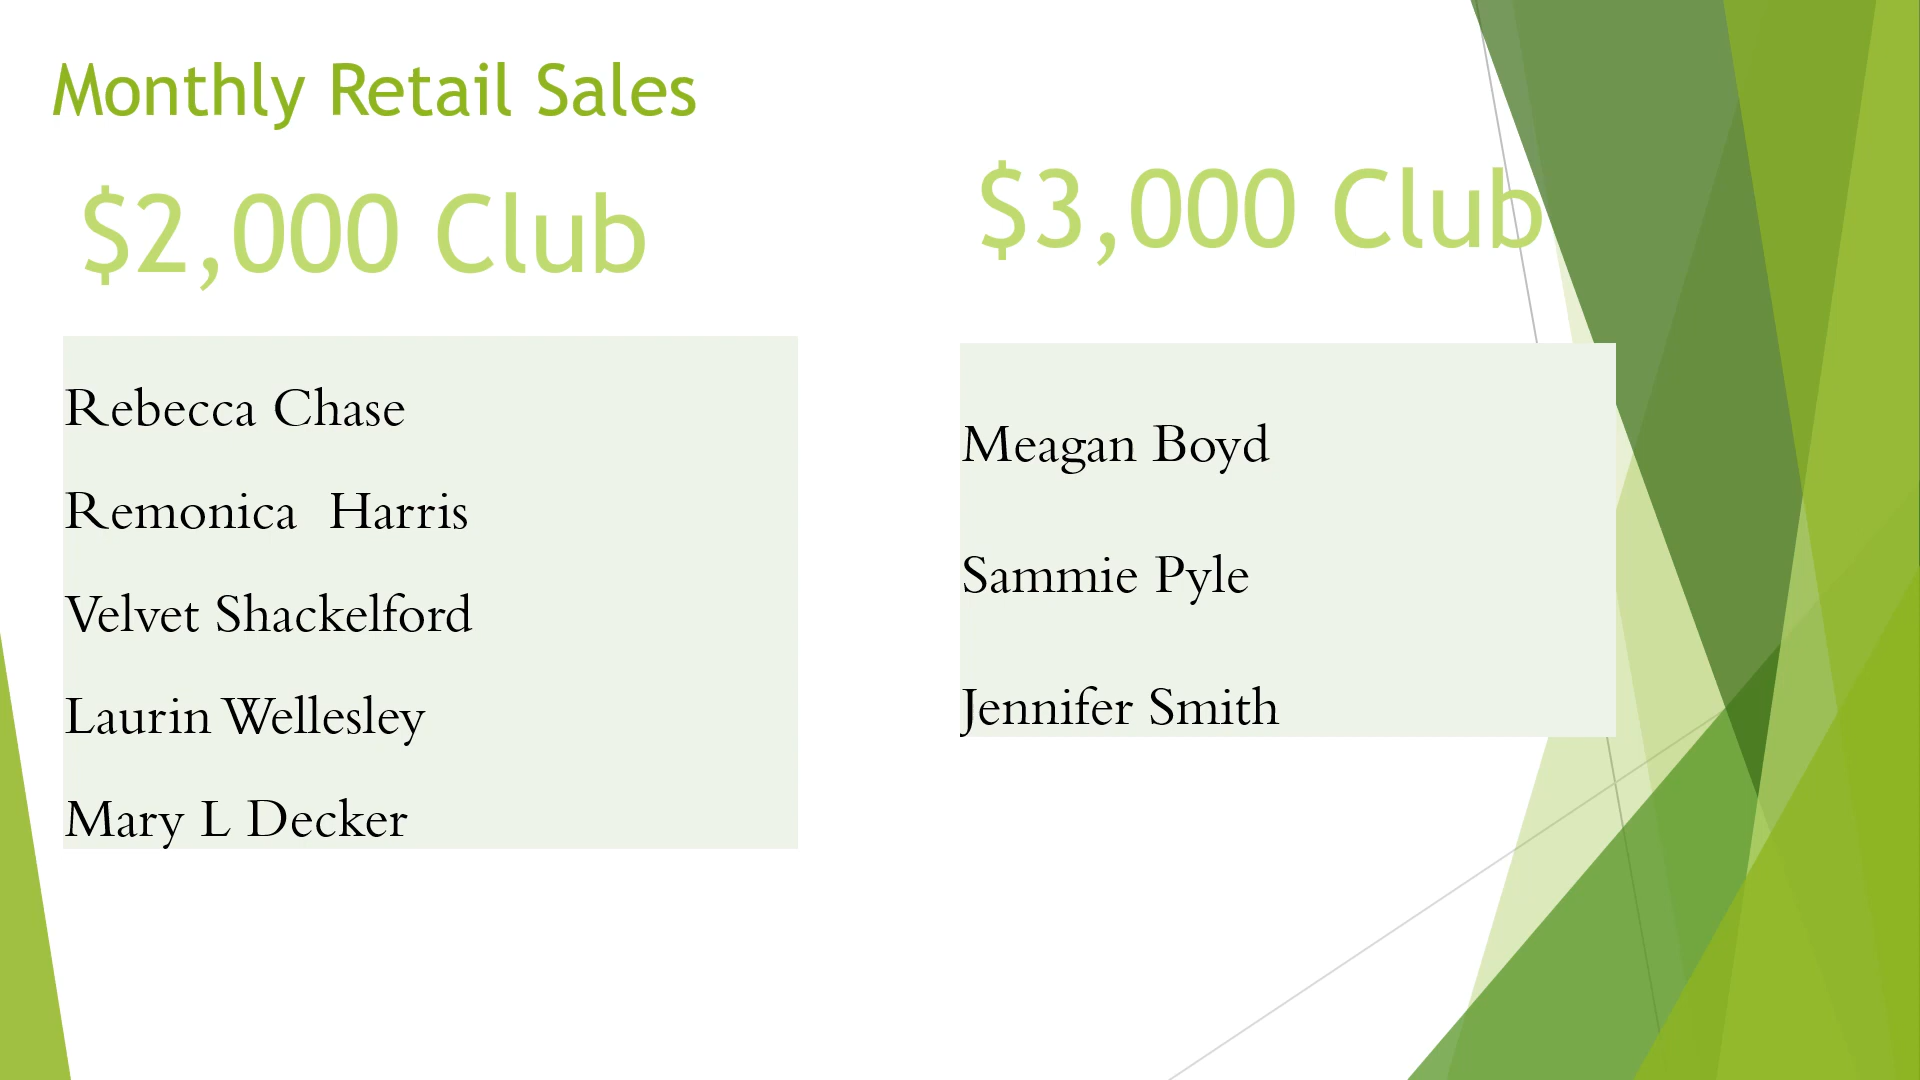 Monthly Retail Sales
$2,000 Club
Rebecca Chase
Remonica  Harris
Velvet Shackelford
Laurin Wellesley
Mary L Decker
$3,000 Club
Meagan Boyd
Sammie Pyle
Jennifer Smith